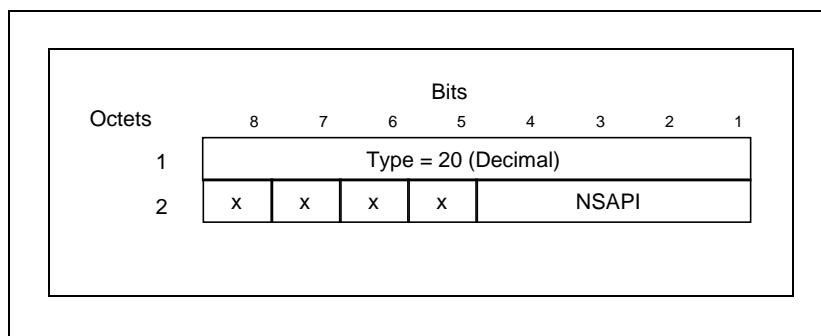 Bits
Octets 8 7 6 5 4 3 2 1
1 Type = 20 (Decimal)
2 x x x x NSAPI